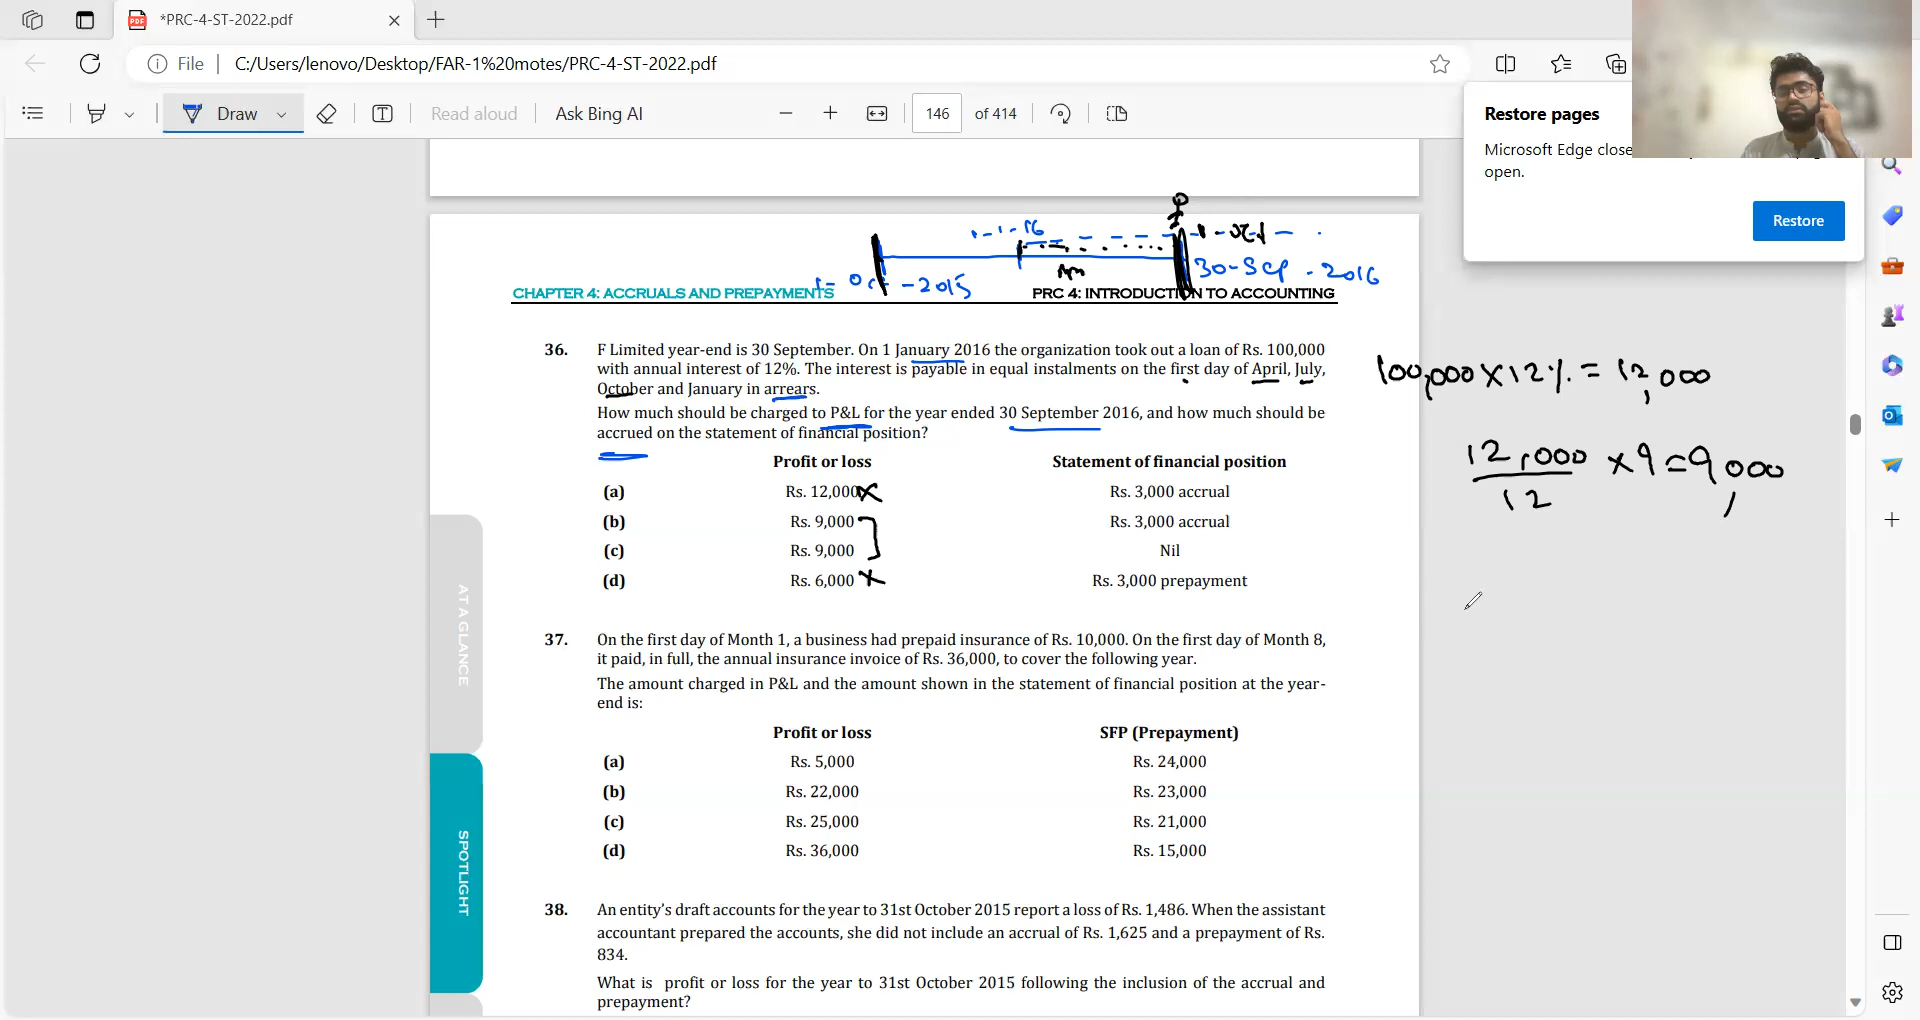 *PRC-4-ST-2022.pdf
File C:/Users/lenovo/Desktop/FAR-1%20motes/PRC-4-ST-2022.pdf
Draw
Read aloud
Ask Bing AI
146 of 414
Restore pages
Microsoft Edge close
open.
Restore
1-1-16
1-Oct
1-Oct-2015
30-Sep-2016
CHAPTER 4: ACCRUALS AND PREPAYMENTS PRC 4: INTRODUCTION TO ACCOUNTING
36. F Limited year-end is 30 September. On 1 January 2016 the organization took out a loan of Rs. 100,000
with annual interest of 12%. The interest is payable in equal instalments on the first day of April, July,
October and January in arrears.
How much should be charged to P&L for the year ended 30 September 2016, and how much should be
accrued on the statement of financial position?
Profit or loss Statement of financial position
(a) Rs. 12,000 Rs. 3,000 accrual
(b) Rs. 9,000 Rs. 3,000 accrual
(c) Rs. 9,000 Nil
(d) Rs. 6,000 Rs. 3,000 prepayment
100,000 x 12% = 12,000
12,000 x 9 = 9,000
12
37. On the first day of Month 1, a business had prepaid insurance of Rs. 10,000. On the first day of Month 8,
it paid, in full, the annual insurance invoice of Rs. 36,000, to cover the following year.
The amount charged in P&L and the amount shown in the statement of financial position at the year-
end is:
Profit or loss SFP (Prepayment)
(a) Rs. 5,000 Rs. 24,000
(b) Rs. 22,000 Rs. 23,000
(c) Rs. 25,000 Rs. 21,000
(d) Rs. 36,000 Rs. 15,000
38. An entity's draft accounts for the year to 31st October 2015 report a loss of Rs. 1,486. When the assistant
accountant prepared the accounts, she did not include an accrual of Rs. 1,625 and a prepayment of Rs.
834.
What is profit or loss for the year to 31st October 2015 following the inclusion of the accrual and
prepayment?
AT A GLANCE
SPOTLIGHT